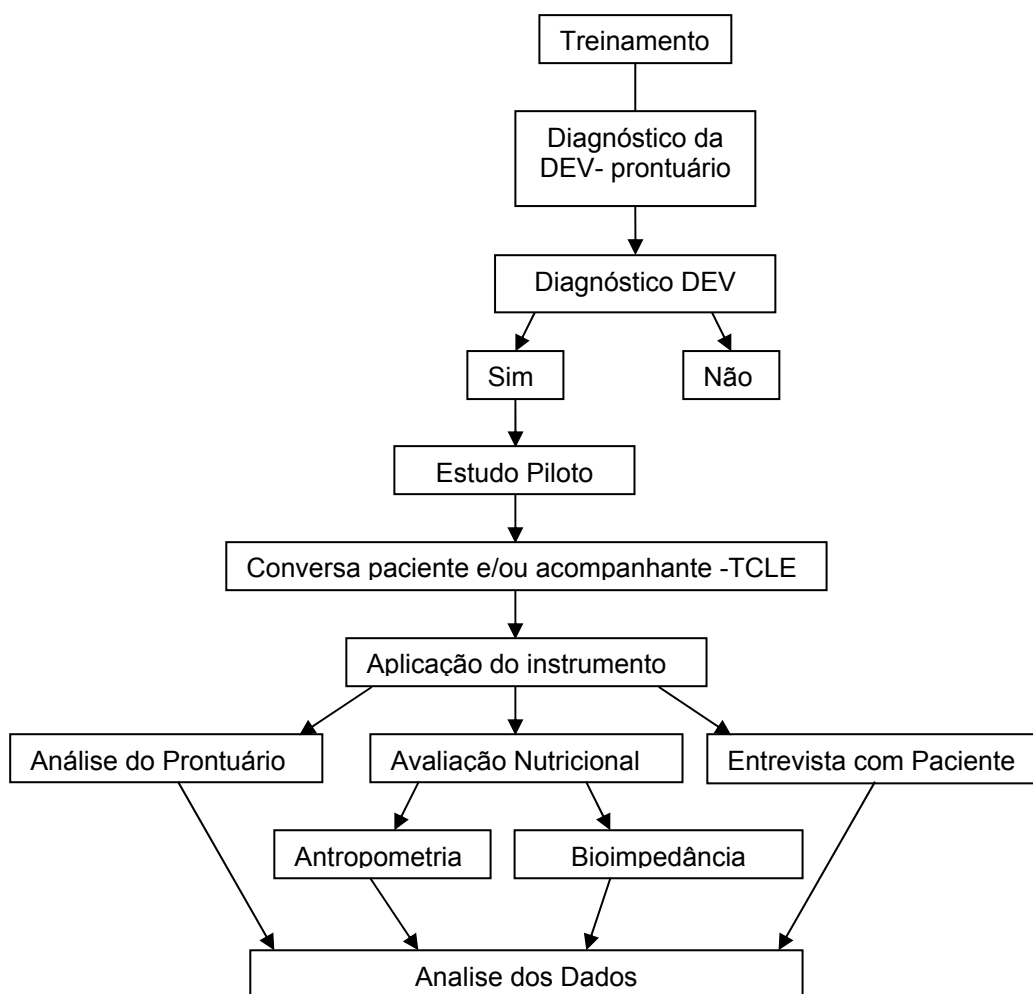 Treinamento
Diagnóstico da
DEV- prontuário
Diagnóstico DEV
Sim
Não
Estudo Piloto
Conversa paciente e/ou acompanhante -TCLE
Aplicação do instrumento
Análise do Prontuário
Avaliação Nutricional
Entrevista com Paciente
Antropometria
Bioimpedância
Analise dos Dados